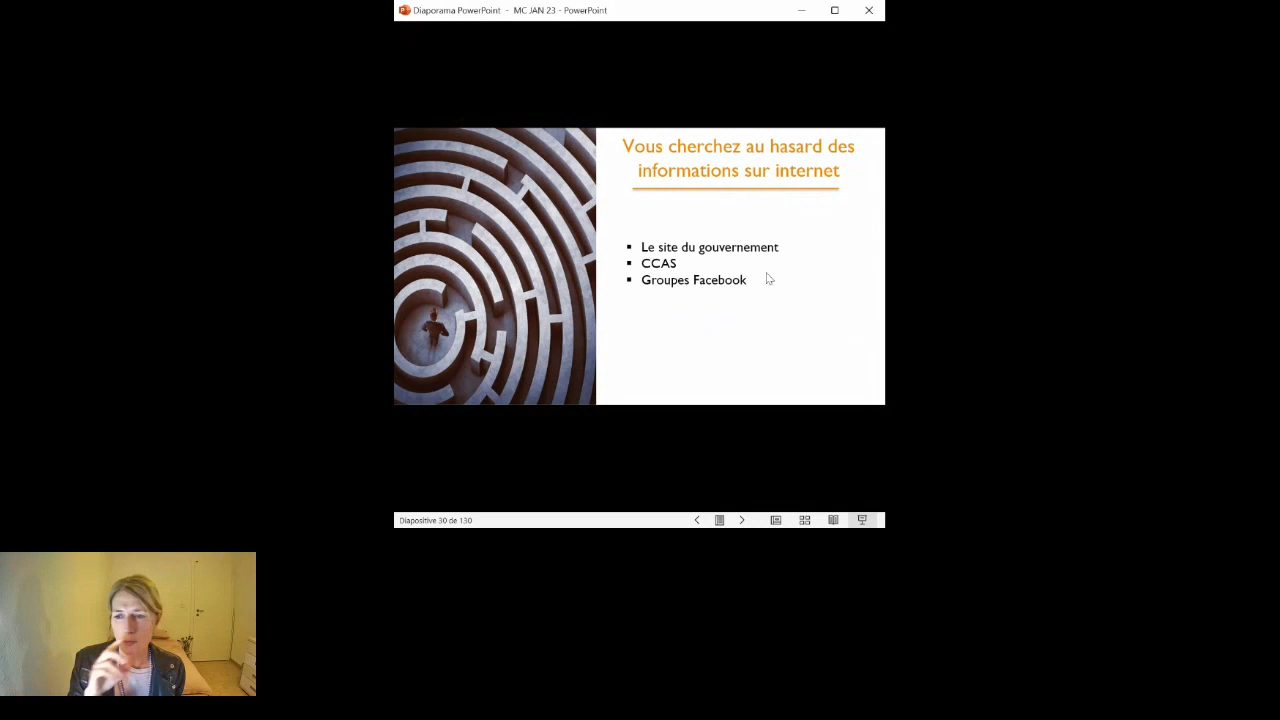 Diaporama PowerPoint - MC JAN 23 - PowerPoint
Vous cherchez au hasard des
informations sur internet
▪ Le site du gouvernement
▪ CCAS
▪ Groupes Facebook
Diapositive 30 de 130